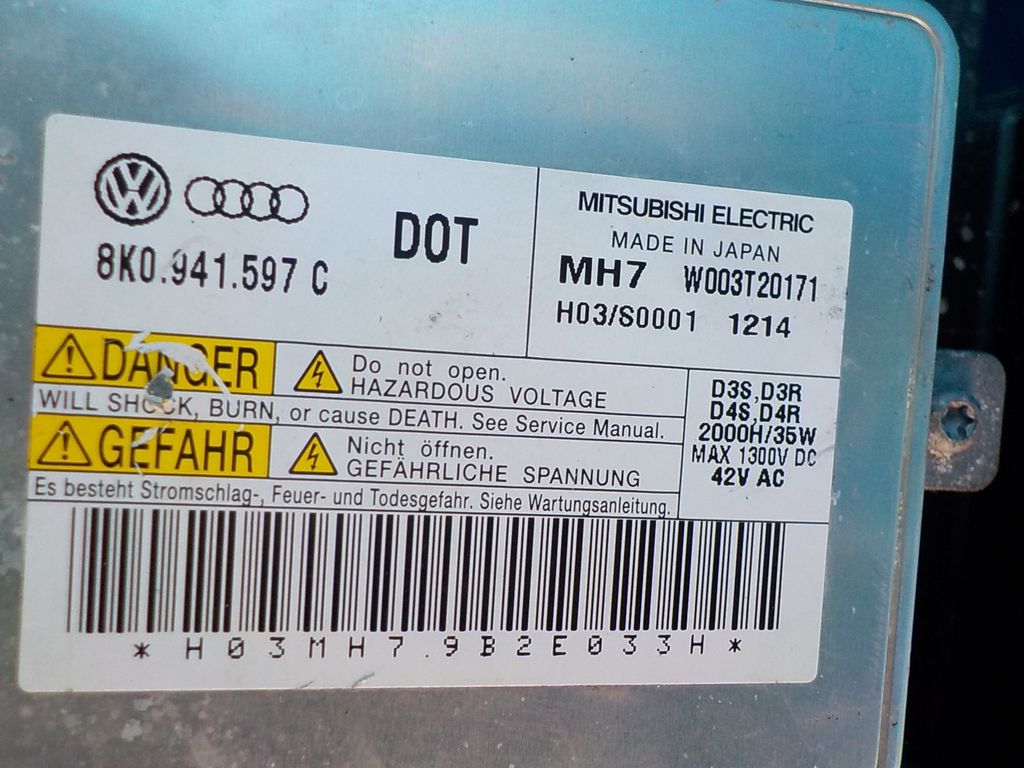 8K0.941.597 C
DOT
MITSUBISHI ELECTRIC
MADE IN JAPAN
MH7 W003T20171
H03/S0001 1214
DANGER
Do not open.
HAZARDOUS VOLTAGE
WILL SHOCK, BURN, or cause DEATH. See Service Manual.
GEFAHR
Nicht öffnen.
GEFÄHRLICHE SPANNUNG
Es besteht Stromschlag-, Feuer- und Todesgefahr. Siehe Wartungsanleitung.
D3S,D3R
D4S,D4R
2000H/35W
MAX 1300V DC
42V AC
*H03MH7.9B2E033H*